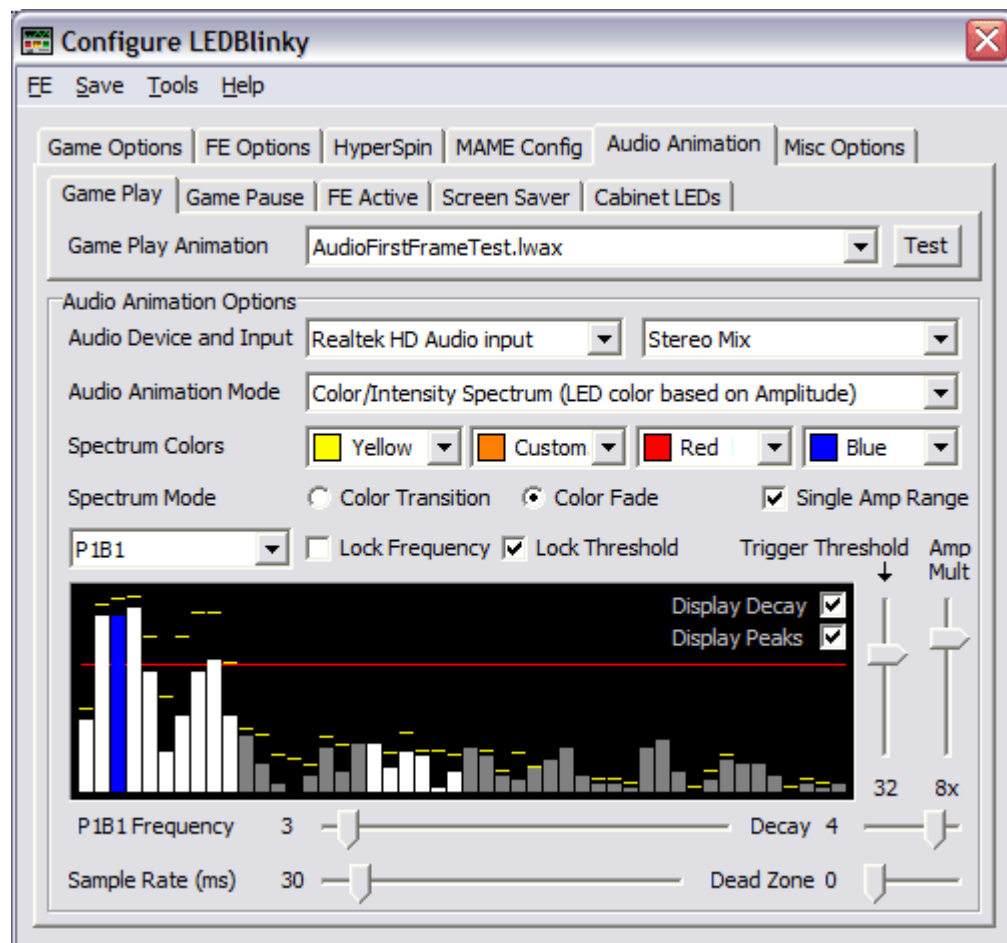 Configure LEDBlinky
FE Save Tools Help
Game Options FE Options HyperSpin MAME Config Audio Animation Misc Options
Game Play Game Pause FE Active Screen Saver Cabinet LEDs
Game Play Animation AudioFirstFrameTest.lwax Test
Audio Animation Options
Audio Device and Input Realtek HD Audio input Stereo Mix
Audio Animation Mode Color/Intensity Spectrum (LED color based on Amplitude)
Spectrum Colors Yellow Custom Red Blue
Spectrum Mode Color Transition Color Fade Single Amp Range
P1B1 Lock Frequency Lock Threshold Trigger Threshold Amp Mult
Display Decay
Display Peaks
32 8x
P1B1 Frequency 3 Decay 4
Sample Rate (ms) 30 Dead Zone 0